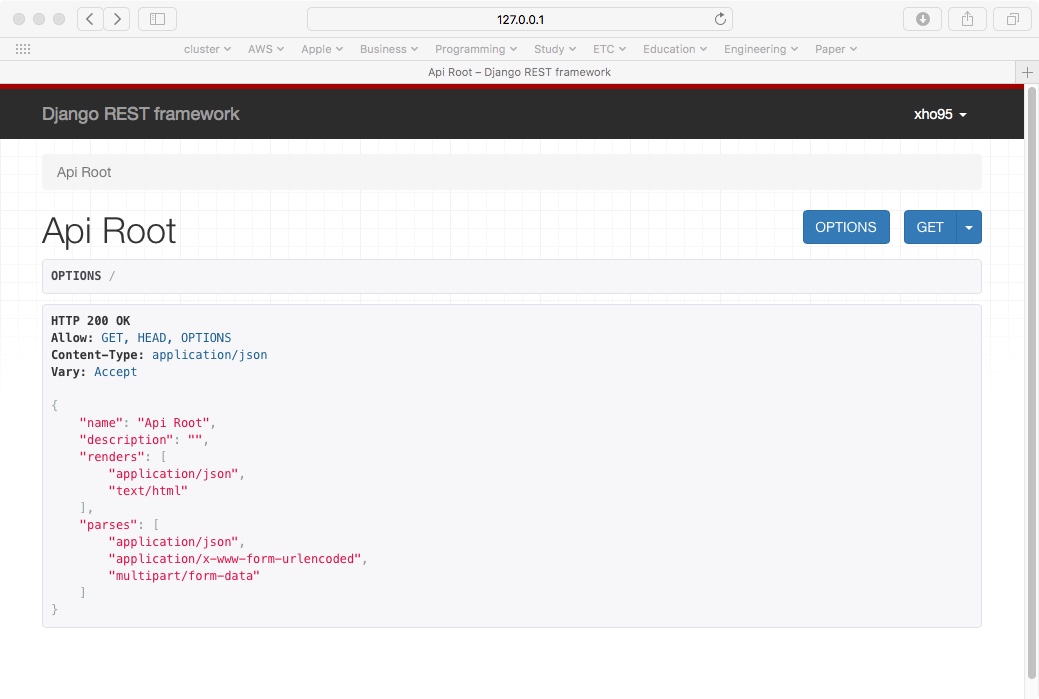 127.0.0.1
cluster AWS Apple Business Programming Study ETC Education Engineering Paper
Api Root – Django REST framework
Django REST framework xho95
Api Root
Api Root OPTIONS GET
OPTIONS /
HTTP 200 OK
Allow: GET, HEAD, OPTIONS
Content-Type: application/json
Vary: Accept
{
    "name": "Api Root",
    "description": "",
    "renders": [
        "application/json",
        "text/html"
    ],
    "parses": [
        "application/json",
        "application/x-www-form-urlencoded",
        "multipart/form-data"
    ]
}